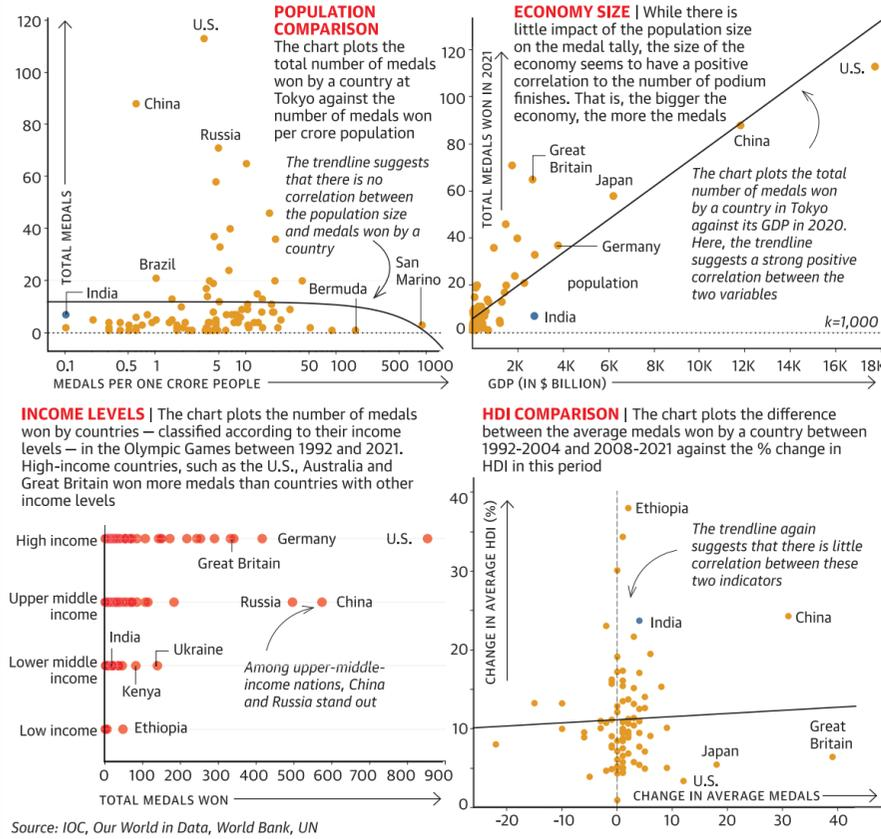 POPULATION
COMPARISON
The chart plots the
total number of medals
won by a country at
Tokyo against the
number of medals won
per crore population
The trendline suggests
that there is no
correlation between
the population size
and medals won by a
country
TOTAL MEDALS
120
100
80
60
40
20
0
U.S.
China
Russia
Brazil
India
Bermuda
San
Marino
0.1
0.5
1
5
10
50
100
500
1000
MEDALS PER ONE CRORE PEOPLE
ECONOMY SIZE | While there is
little impact of the population size
on the medal tally, the size of the
economy seems to have a positive
correlation to the number of podium
finishes. That is, the bigger the
economy, the more the medals
TOTAL MEDALS WON IN 2021
120
100
80
60
40
20
0
U.S.
China
Great
Britain
Japan
Germany
population
India
The chart plots the total
number of medals won
by a country in Tokyo
against its GDP in 2020.
Here, the trendline
suggests a strong positive
correlation between the
two variables
k=1,000
2K
4K
6K
8K
10K
12K
14K
16K
18K
GDP (IN $ BILLION)
INCOME LEVELS | The chart plots the number of medals
won by countries — classified according to their income
levels — in the Olympic Games between 1992 and 2021.
High-income countries, such as the U.S., Australia and
Great Britain won more medals than countries with other
income levels
High income
Germany
U.S.
Great Britain
Upper middle
income
Russia
China
India
Ukraine
Lower middle
income
Kenya
Among upper-middle-
income nations, China
and Russia stand out
Low income
Ethiopia
0
100
200
300
400
500
600
700
800
900
TOTAL MEDALS WON
HDI COMPARISON | The chart plots the difference
between the average medals won by a country between
1992-2004 and 2008-2021 against the % change in
HDI in this period
CHANGE IN AVERAGE HDI (%)
40
30
20
10
0
Ethiopia
The trendline again
suggests that there is little
correlation between these
two indicators
India
China
Great
Britain
Japan
U.S.
CHANGE IN AVERAGE MEDALS
-20
-10
0
10
20
30
40
Source: IOC, Our World in Data, World Bank, UN